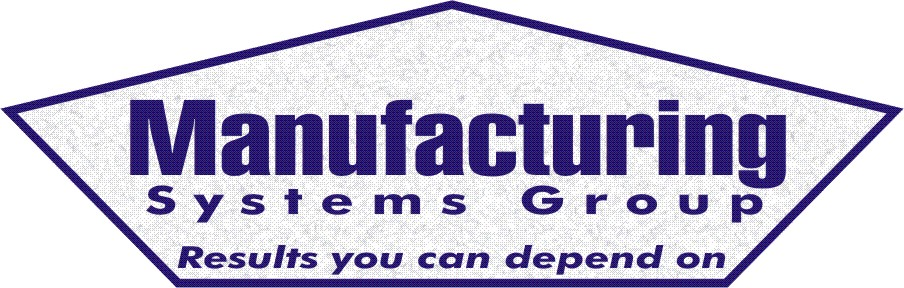 Manufacturing
Systems Group
Results you can depend on